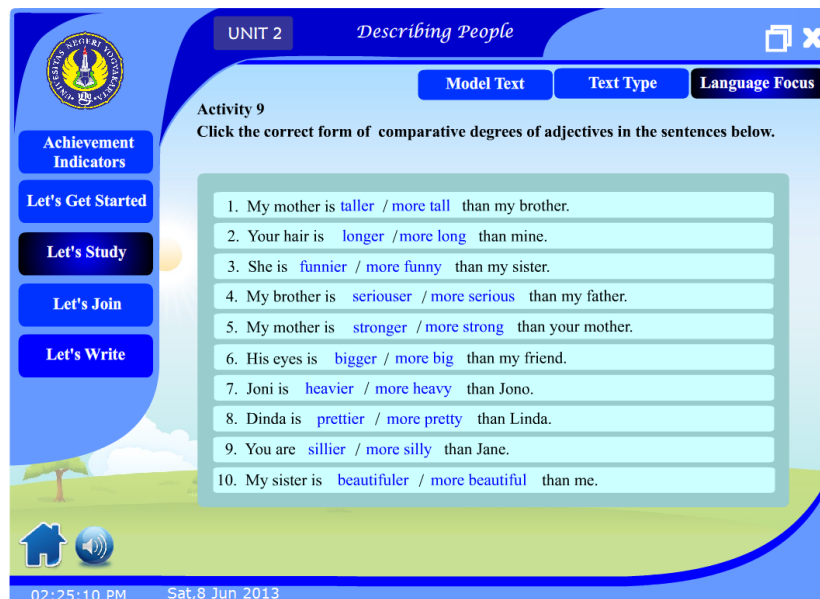 UNIT 2
Describing People
Model Text
Text Type
Language Focus
UNIVERSITAS NEGERI YOGYAKARTA
Achievement
Indicators
Let's Get Started
Let's Study
Let's Join
Let's Write
Activity 9
Click the correct form of comparative degrees of adjectives in the sentences below.
1. My mother is taller / more tall than my brother.
2. Your hair is longer /more long than mine.
3. She is funnier / more funny than my sister.
4. My brother is seriouser / more serious than my father.
5. My mother is stronger / more strong than your mother.
6. His eyes is bigger / more big than my friend.
7. Joni is heavier / more heavy than Jono.
8. Dinda is prettier / more pretty than Linda.
9. You are sillier / more silly than Jane.
10. My sister is beautifuler / more beautiful than me.
02:25:10 PM
Sat,8 Jun 2013